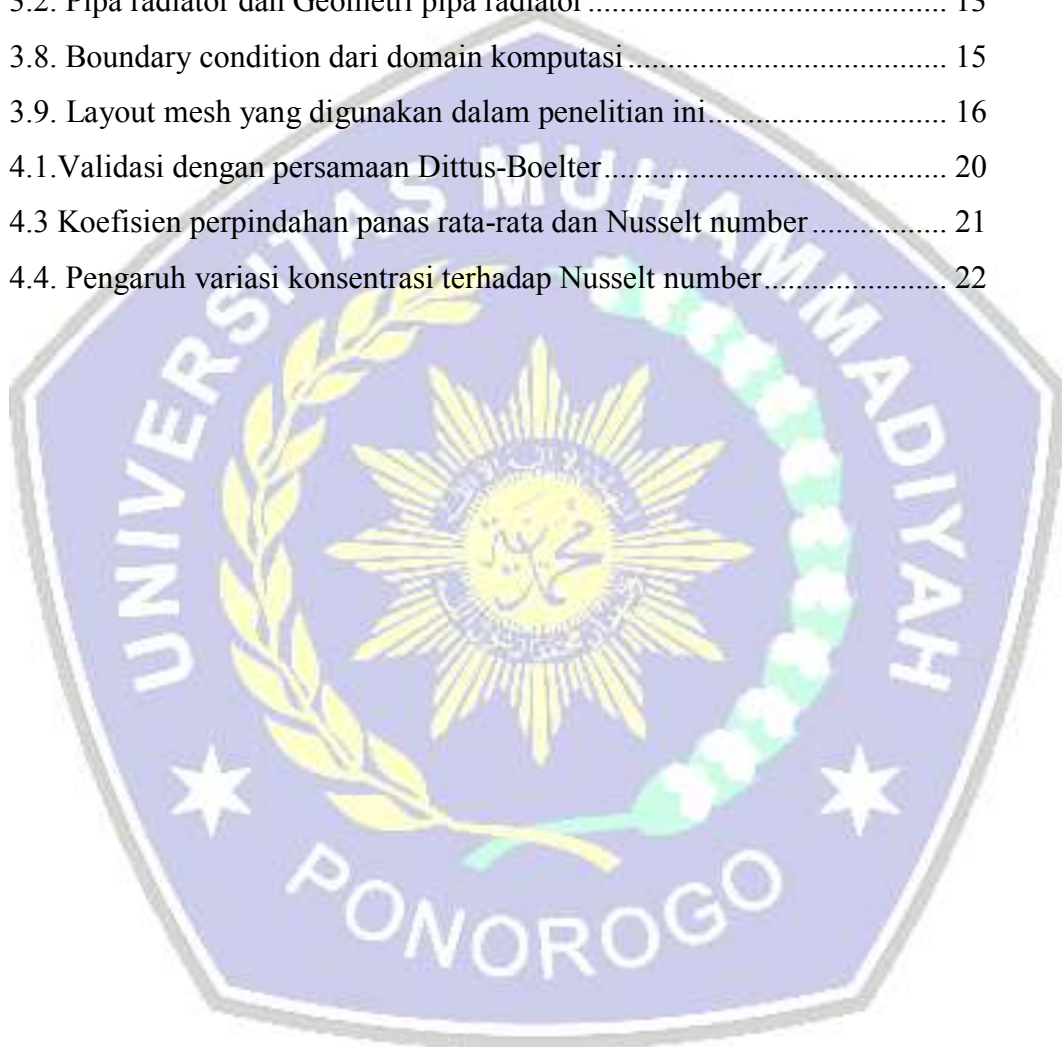 3.2. Pipa radiator dan Geometri pipa radiator ........................................ 13
3.8. Boundary condition dari domain komputasi ................................... 15
3.9. Layout mesh yang digunakan dalam penelitian ini .......................... 16
4.1.Validasi dengan persamaan Dittus-Boelter ...................................... 20
4.3 Koefisien perpindahan panas rata-rata dan Nusselt number ............... 21
4.4. Pengaruh variasi konsentrasi terhadap Nusselt number .................... 22
UNIVERSITAS MUHAMMADIYAH
PONOROGO